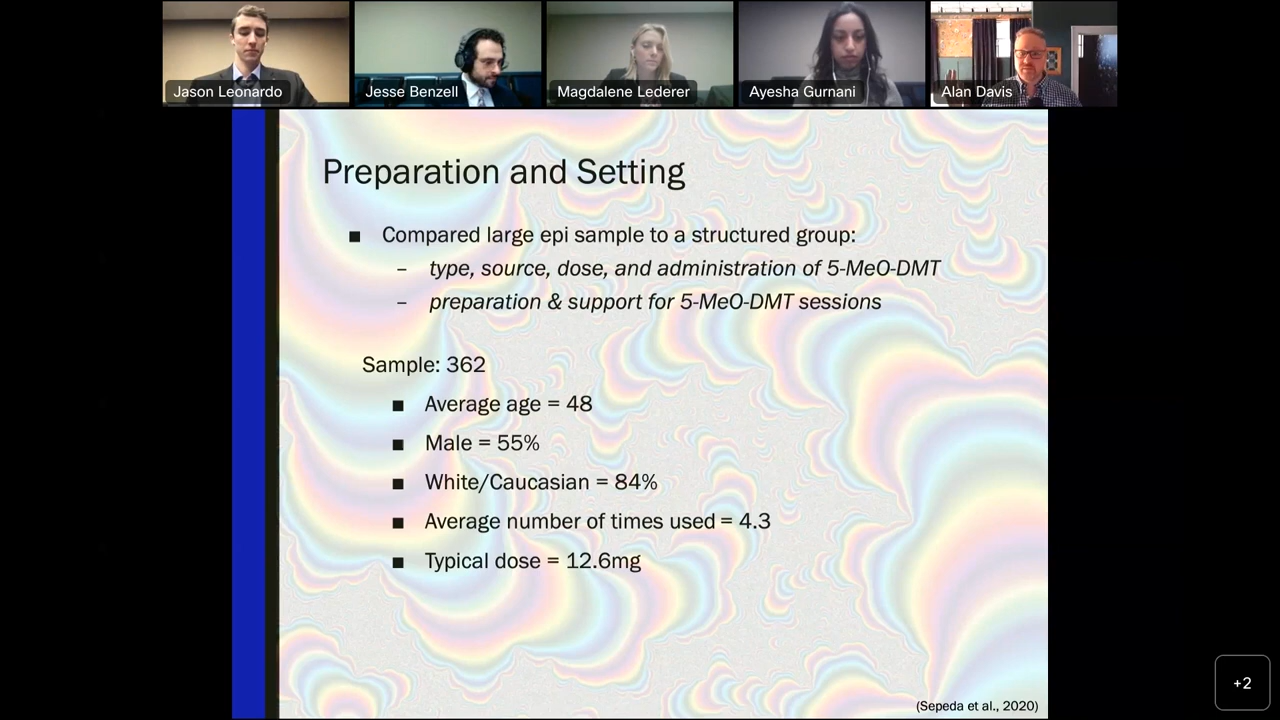 Jason Leonardo
Jesse Benzell
Magdalene Lederer
Ayesha Gurnani
Alan Davis
Preparation and Setting
■ Compared large epi sample to a structured group:
– type, source, dose, and administration of 5-MeO-DMT
– preparation & support for 5-MeO-DMT sessions
Sample: 362
■ Average age = 48
■ Male = 55%
■ White/Caucasian = 84%
■ Average number of times used = 4.3
■ Typical dose = 12.6mg
+2
(Sepeda et al., 2020)